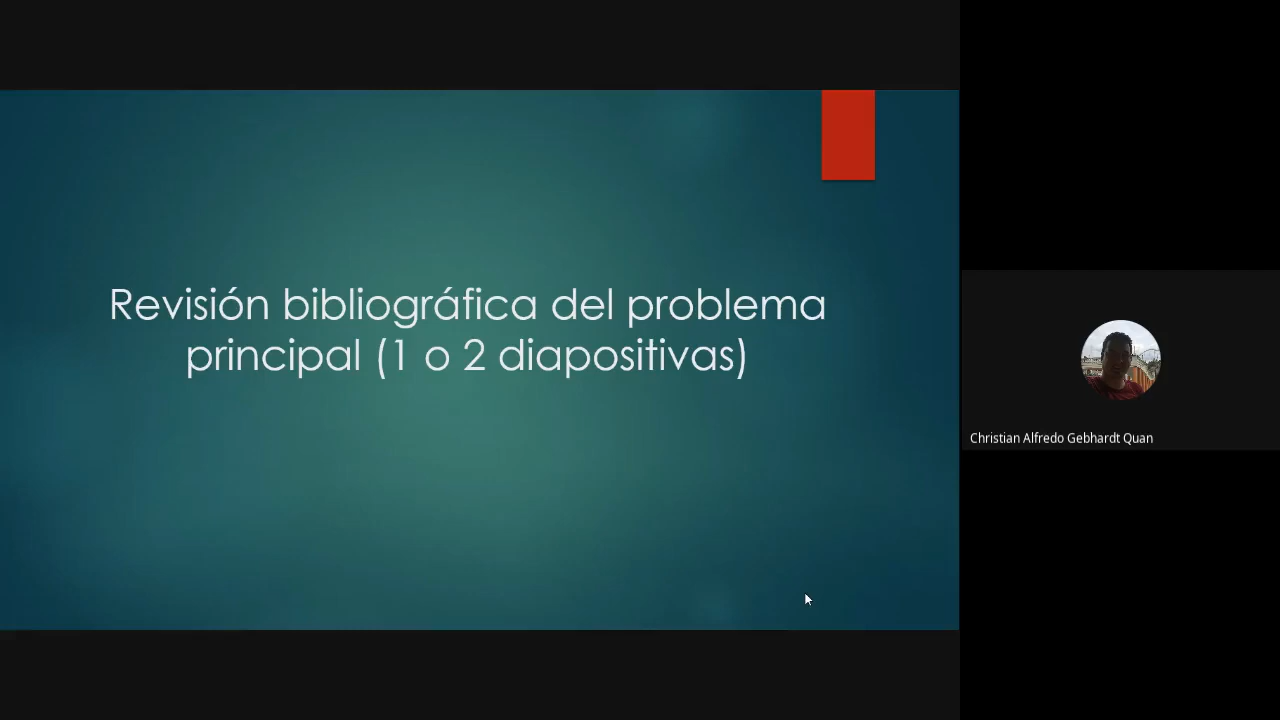 Revisión bibliográfica del problema
principal (1 o 2 diapositivas)
Christian Alfredo Gebhardt Quan